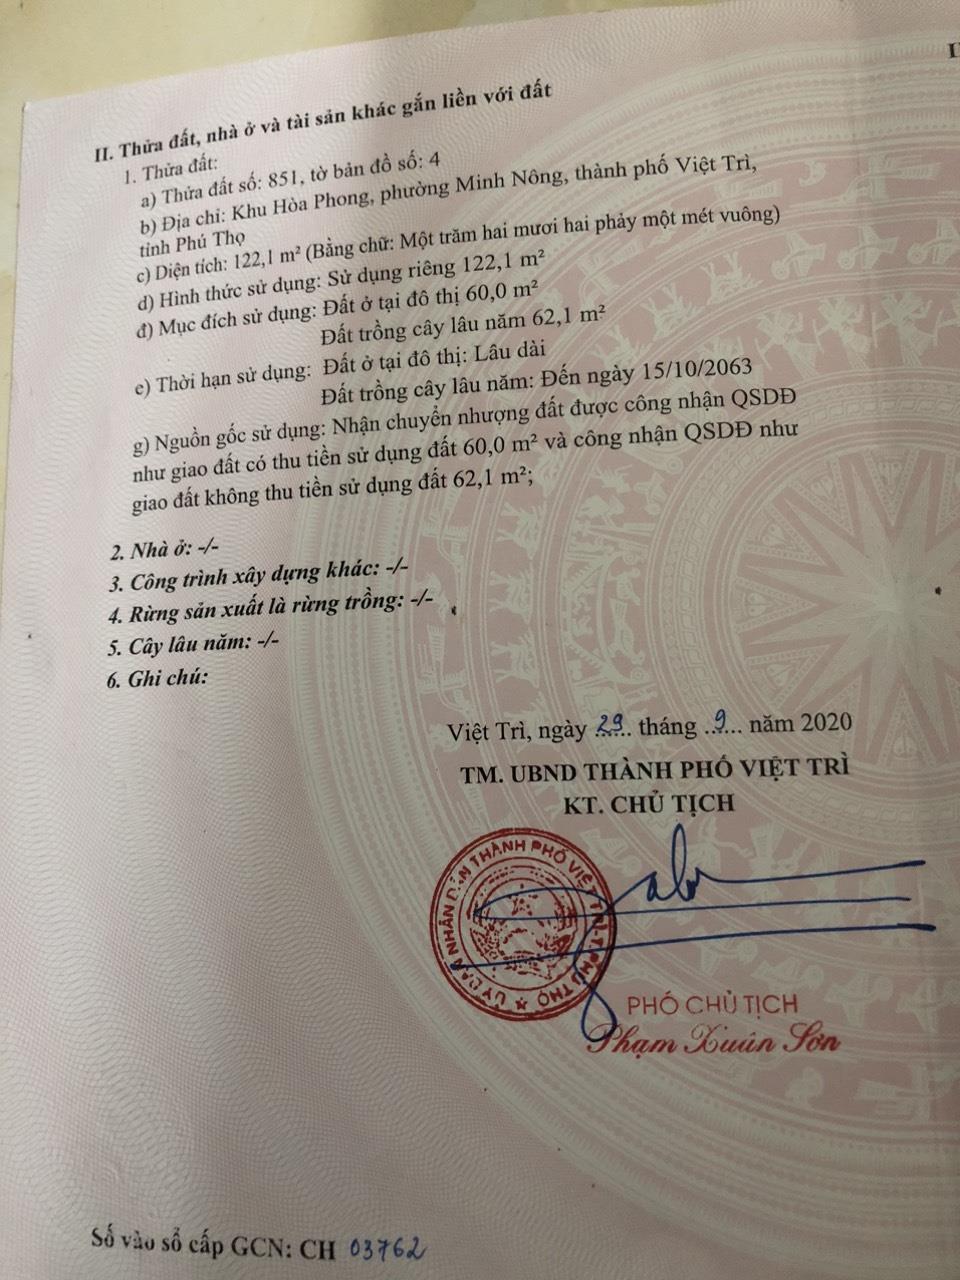 II. Thửa đất, nhà ở và tài sản khác gắn liền với đất
1. Thửa đất:
a) Thửa đất số: 851, tờ bản đồ số: 4
b) Địa chỉ: Khu Hòa Phong, phường Minh Nông, thành phố Việt Trì,
tỉnh Phú Thọ
c) Diện tích: 122,1 m² (Bằng chữ: Một trăm hai mươi hai phảy một mét vuông)
d) Hình thức sử dụng: Sử dụng riêng 122,1 m²
đ) Mục đích sử dụng: Đất ở tại đô thị 60,0 m²
Đất trồng cây lâu năm 62,1 m²
e) Thời hạn sử dụng: Đất ở tại đô thị: Lâu dài
Đất trồng cây lâu năm: Đến ngày 15/10/2063
g) Nguồn gốc sử dụng: Nhận chuyển nhượng đất được công nhận QSDĐ
như giao đất có thu tiền sử dụng đất 60,0 m² và công nhận QSDĐ như
giao đất không thu tiền sử dụng đất 62,1 m²;
2. Nhà ở: -/-
3. Công trình xây dựng khác: -/-
4. Rừng sản xuất là rừng trồng: -/-
5. Cây lâu năm: -/-
6. Ghi chú:
Việt Trì, ngày 29 tháng 9 năm 2020
TM. UBND THÀNH PHỐ VIỆT TRÌ
KT. CHỦ TỊCH
ỦY BAN NHÂN DÂN THÀNH PHỐ VIỆT TRÌ-T.PHÚ THỌ
PHÓ CHỦ TỊCH
Phạm Xuân Sơn
Số vào sổ cấp GCN: CH 03762